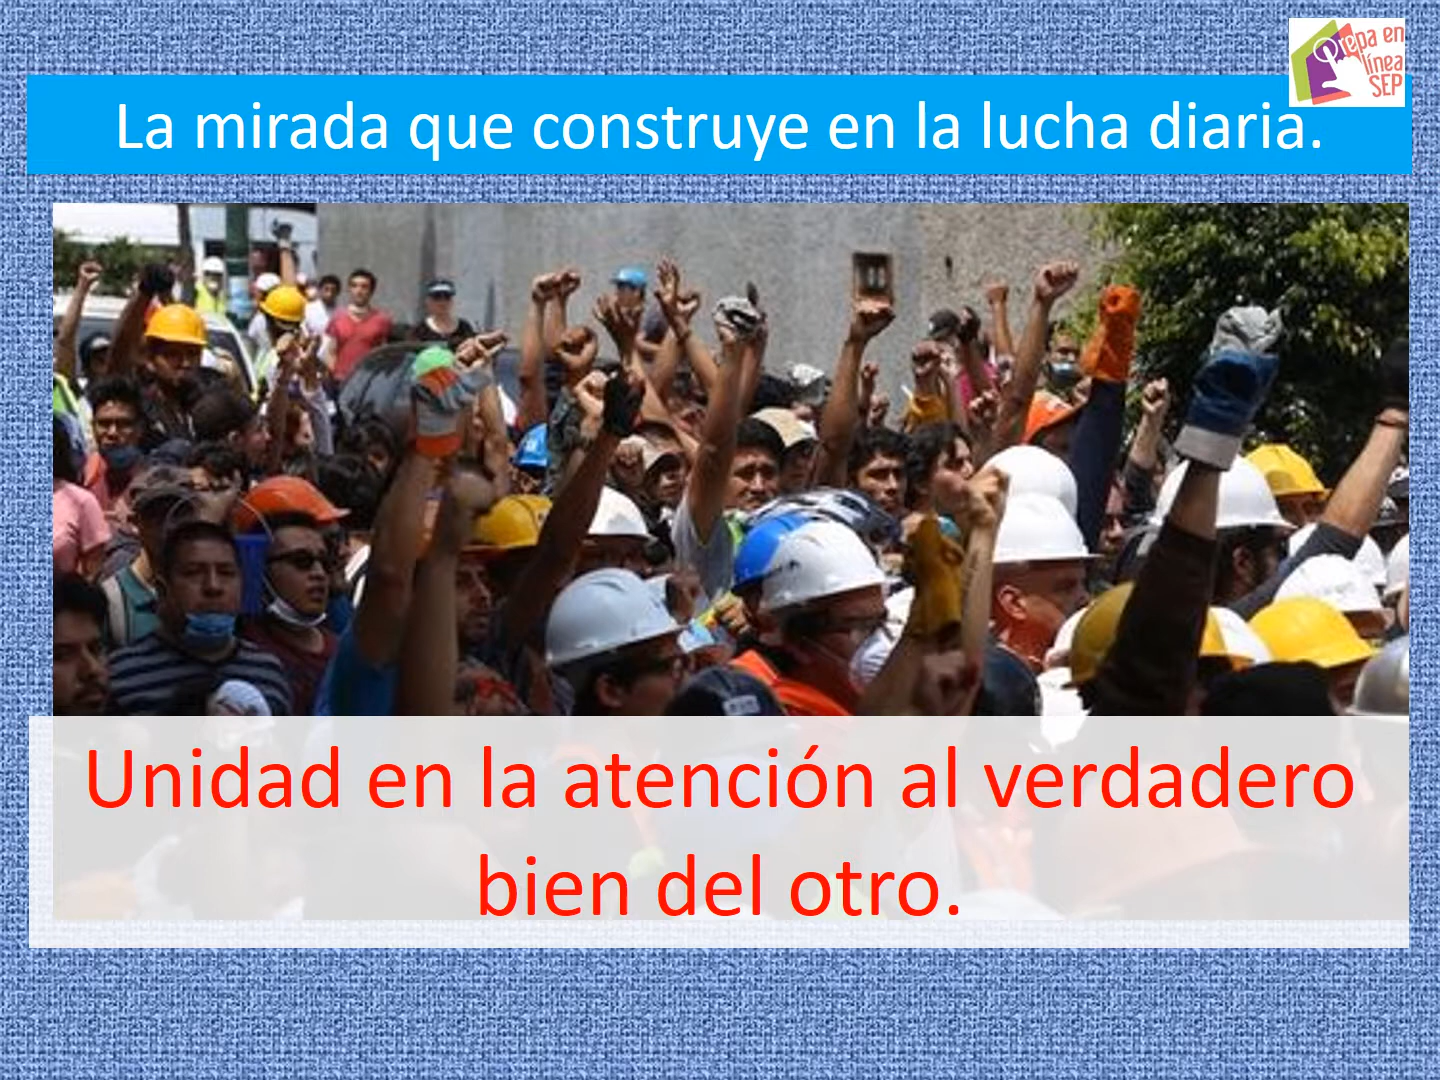 Prepa en
línea
SEP
La mirada que construye en la lucha diaria.
Unidad en la atención al verdadero
bien del otro.